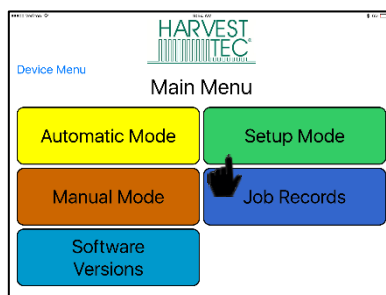 HARVEST
TEC
Device Menu
Main Menu
Automatic Mode
Setup Mode
Manual Mode
Job Records
Software
Versions